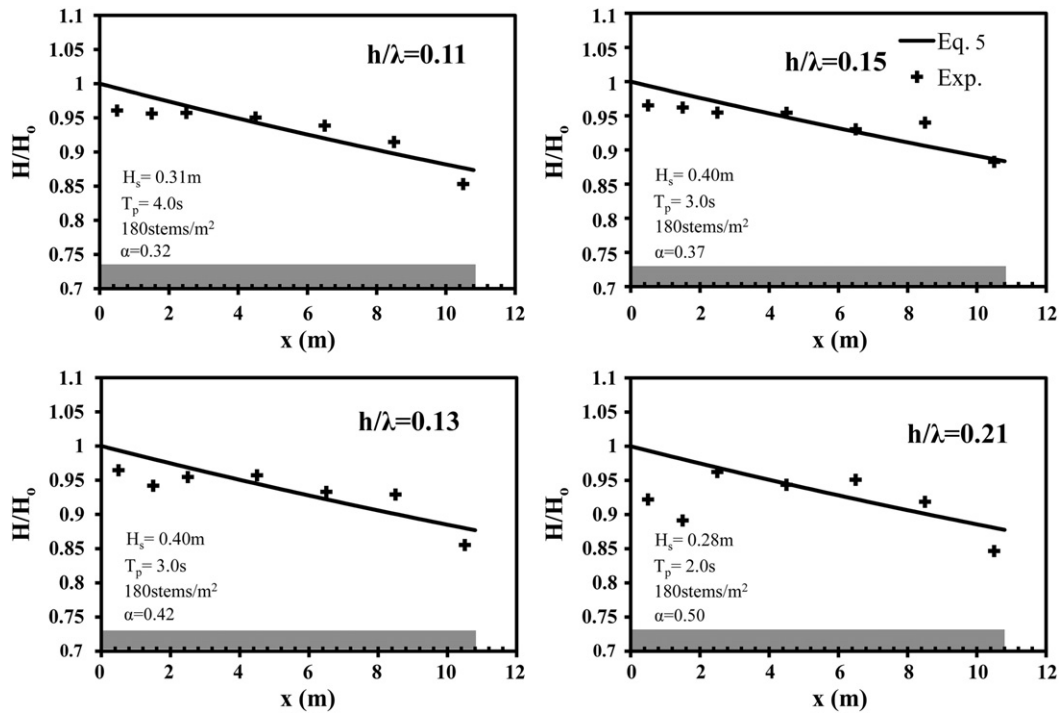 1.1
1.05
1
0.95
0.9
0.85
0.8
0.75
0.7
H/Hₒ
h/λ=0.11
Hₛ= 0.31m
Tₚ= 4.0s
180stems/m²
α=0.32
0 2 4 6 8 10 12
x (m)
1.1
1.05
1
0.95
0.9
0.85
0.8
0.75
0.7
H/Hₒ
Eq. 5
Exp.
h/λ=0.15
Hₛ= 0.40m
Tₚ= 3.0s
180stems/m²
α=0.37
0 2 4 6 8 10 12
x (m)
1.1
1.05
1
0.95
0.9
0.85
0.8
0.75
0.7
H/Hₒ
h/λ=0.13
Hₛ= 0.40m
Tₚ= 3.0s
180stems/m²
α=0.42
0 2 4 6 8 10 12
x (m)
1.1
1.05
1
0.95
0.9
0.85
0.8
0.75
0.7
H/Hₒ
h/λ=0.21
Hₛ= 0.28m
Tₚ= 2.0s
180stems/m²
α=0.50
0 2 4 6 8 10 12
x (m)